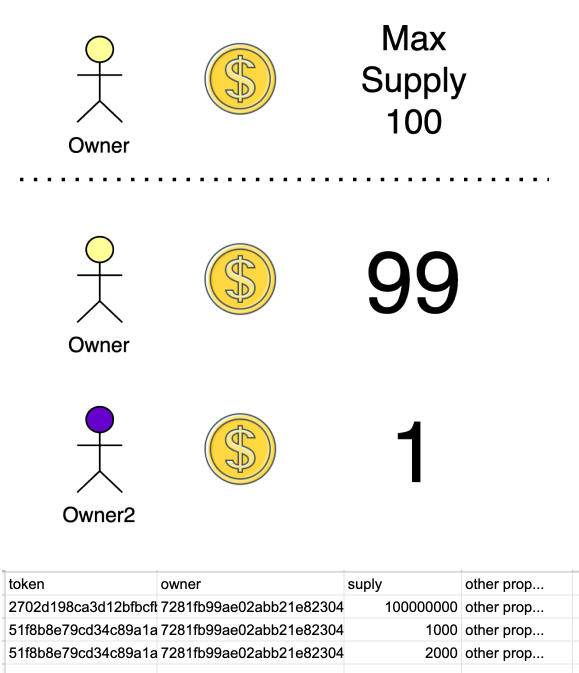 Max
Supply
100
Owner
99
Owner
1
Owner2
token owner suply other prop...
2702d198ca3d12bfbcfb 7281fb99ae02abb21e82304 100000000 other prop...
51f8b8e79cd34c89a1a 7281fb99ae02abb21e82304 1000 other prop...
51f8b8e79cd34c89a1a 7281fb99ae02abb21e82304 2000 other prop...